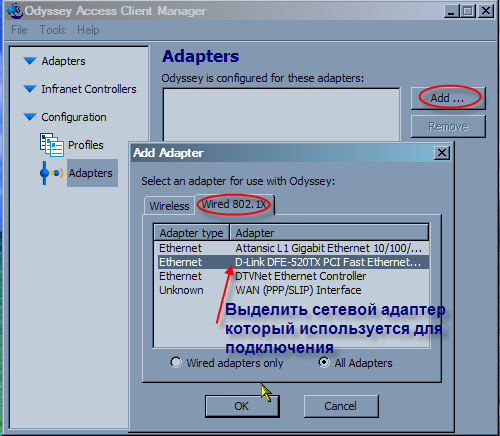 Odyssey Access Client Manager
File Tools Help
Adapters
Infranet Controllers
Configuration
Profiles
Adapters
Adapters
Odyssey is configured for these adapters:
Add ...
Remove
Add Adapter
Select an adapter for use with Odyssey:
Wireless Wired 802.1X
Adapter type Adapter
Ethernet Attansic L1 Gigabit Ethernet 10/100/...
Ethernet D-Link DFE-520TX PCI Fast Ethernet...
Ethernet DTVNet Ethernet Controller
Unknown WAN (PPP/SLIP) Interface
Выделить сетевой адаптер
который используется для
подключения
Wired adapters only All Adapters
OK Cancel